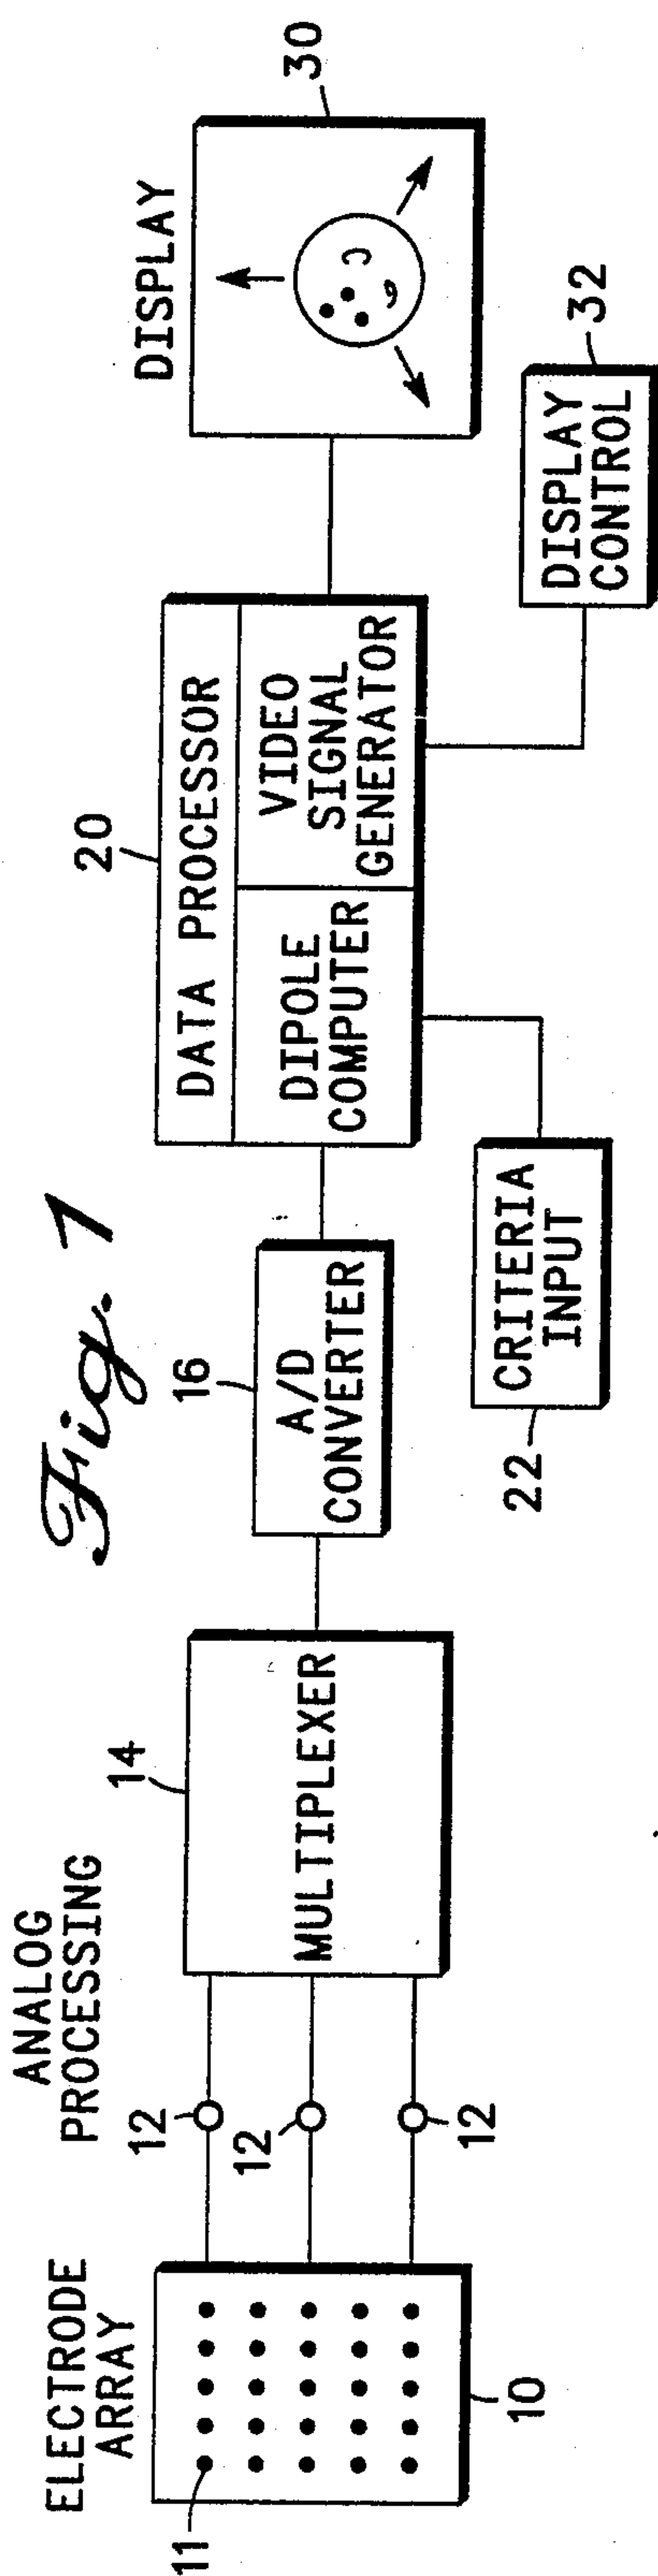 Fig. 1
ELECTRODE
ARRAY
11
10
ANALOG
PROCESSING
12
12
12
14
MULTIPLEXER
16
A/D
CONVERTER
20
DATA PROCESSOR
DIPOLE
COMPUTER
VIDEO
SIGNAL
GENERATOR
22
CRITERIA
INPUT
DISPLAY
30
DISPLAY
CONTROL
32